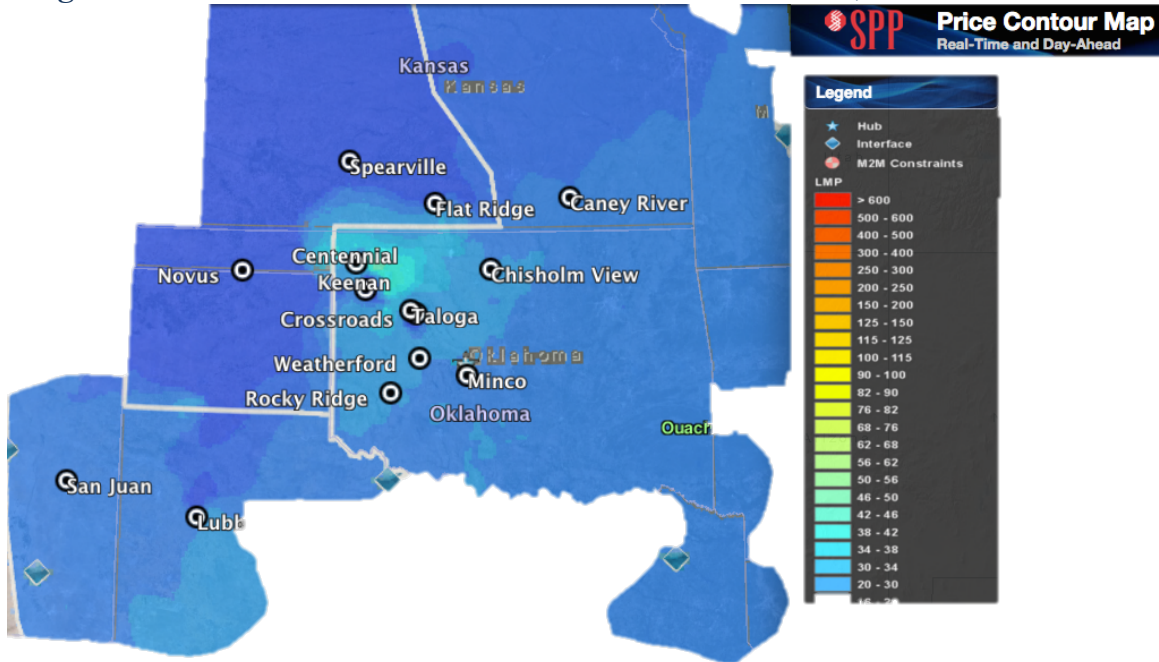 SPP
Price Contour Map
Real-Time and Day-Ahead
Kansas
Kansas
M
Spearville
Flat Ridge
Caney River
Centennial
Novus
Keenan
Chisholm View
Crossroads
Taloga
Weatherford
Oklahoma
Minco
Rocky Ridge
Oklahoma
Ouach
San Juan
Lubb
Legend
Hub
Interface
M2M Constraints
LMP
> 600
500 - 600
400 - 500
300 - 400
250 - 300
200 - 250
150 - 200
125 - 150
115 - 125
100 - 115
90 - 100
82 - 90
76 - 82
68 - 76
62 - 68
56 - 62
50 - 56
46 - 50
42 - 46
38 - 42
34 - 38
30 - 34
20 - 30